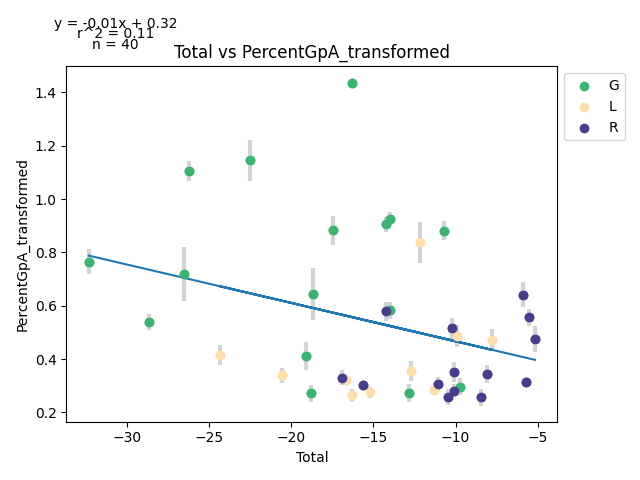 y = -0.01x + 0.32
r^2 = 0.11
n = 40
Total vs PercentGpA_transformed
G
L
R
PercentGpA_transformed
1.4
1.2
1.0
0.8
0.6
0.4
0.2
−30
−25
−20
−15
−10
−5
Total